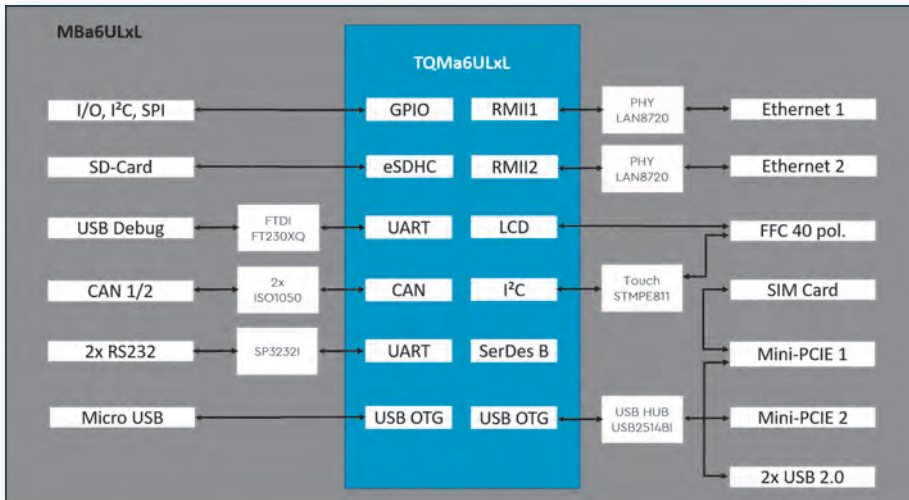 MBa6ULxL
TQMa6ULxL
I/O, I²C, SPI
GPIO
RMII1
PHY
LAN8720
Ethernet 1
SD-Card
eSDHC
RMII2
PHY
LAN8720
Ethernet 2
USB Debug
FTDI
FT230XQ
UART
LCD
FFC 40 pol.
CAN 1/2
2x
ISO1050
CAN
I²C
Touch
STMPE811
SIM Card
2x RS232
SP3232I
UART
SerDes B
Mini-PCIE 1
Micro USB
USB OTG
USB OTG
USB HUB
USB2514BI
Mini-PCIE 2
2x USB 2.0